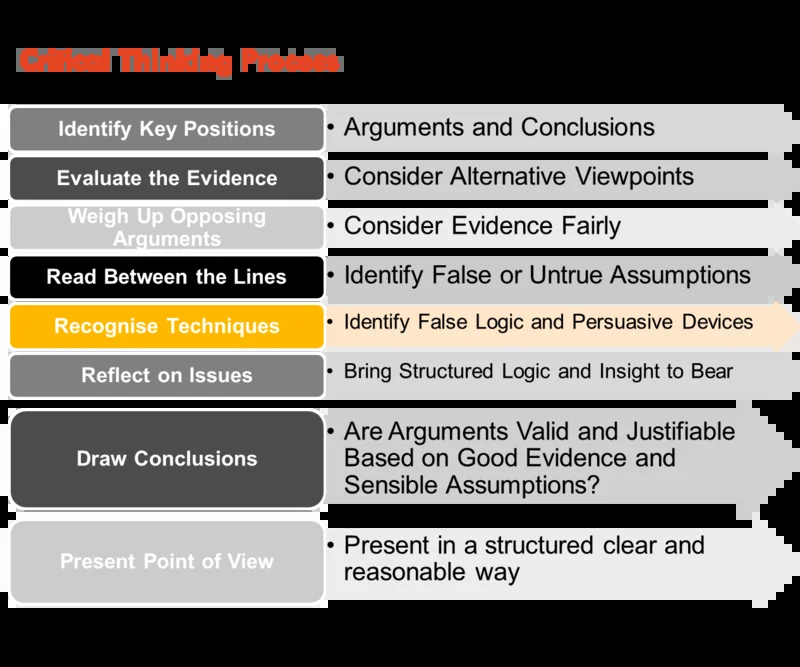 Critical Thinking Process
Identify Key Positions
• Arguments and Conclusions
Evaluate the Evidence
• Consider Alternative Viewpoints
Weigh Up Opposing
Arguments
• Consider Evidence Fairly
Read Between the Lines
• Identify False or Untrue Assumptions
Recognise Techniques
• Identify False Logic and Persuasive Devices
Reflect on Issues
• Bring Structured Logic and Insight to Bear
Draw Conclusions
• Are Arguments Valid and Justifiable
Based on Good Evidence and
Sensible Assumptions?
Present Point of View
• Present in a structured clear and
reasonable way